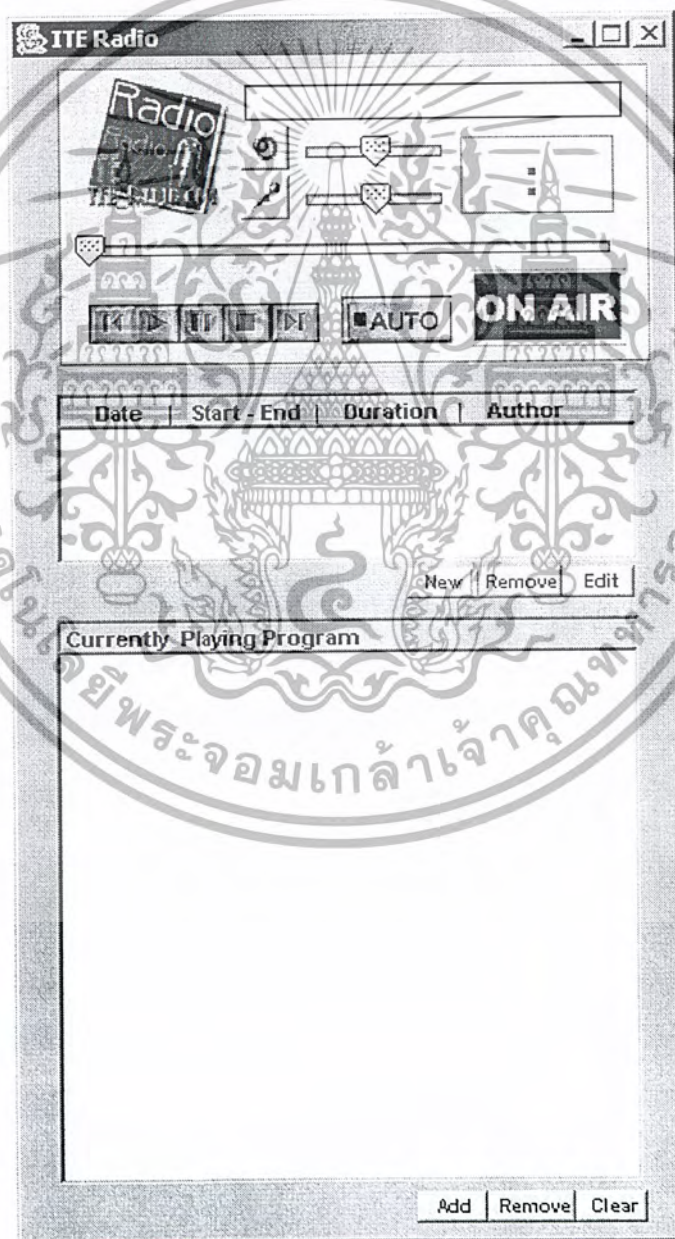 ITE Radio
Radio
AUTO
ON AIR
Date | Start - End | Duration | Author
New Remove Edit
Currently Playing Program
พระจอมเกล้าเจ้าคุณทหาร
Add Remove Clear